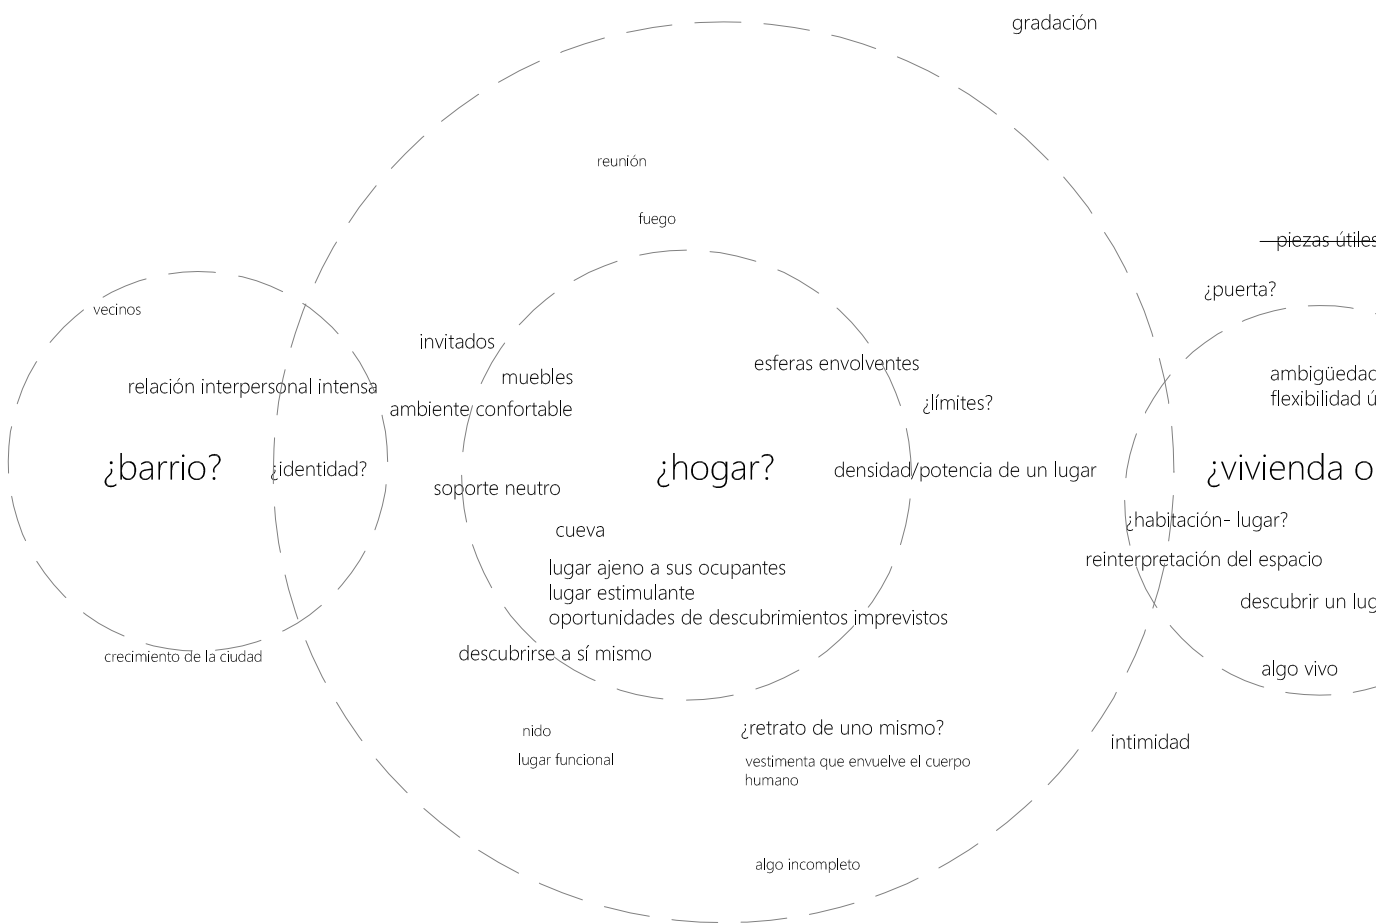 gradación
reunión
fuego
piezas útiles
¿puerta?
vecinos
invitados
esferas envolventes
muebles
ambigüedad
relación interpersonal intensa
flexibilidad ú
ambiente confortable
¿límites?
¿barrio?
¿identidad?
¿hogar?
densidad/potencia de un lugar
¿vivienda o
soporte neutro
cueva
¿habitación- lugar?
reinterpretación del espacio
lugar ajeno a sus ocupantes
lugar estimulante
descubrir un lug
oportunidades de descubrimientos imprevistos
crecimiento de la ciudad
descubrirse a sí mismo
algo vivo
nido
¿retrato de uno mismo?
intimidad
lugar funcional
vestimenta que envuelve el cuerpo
humano
algo incompleto